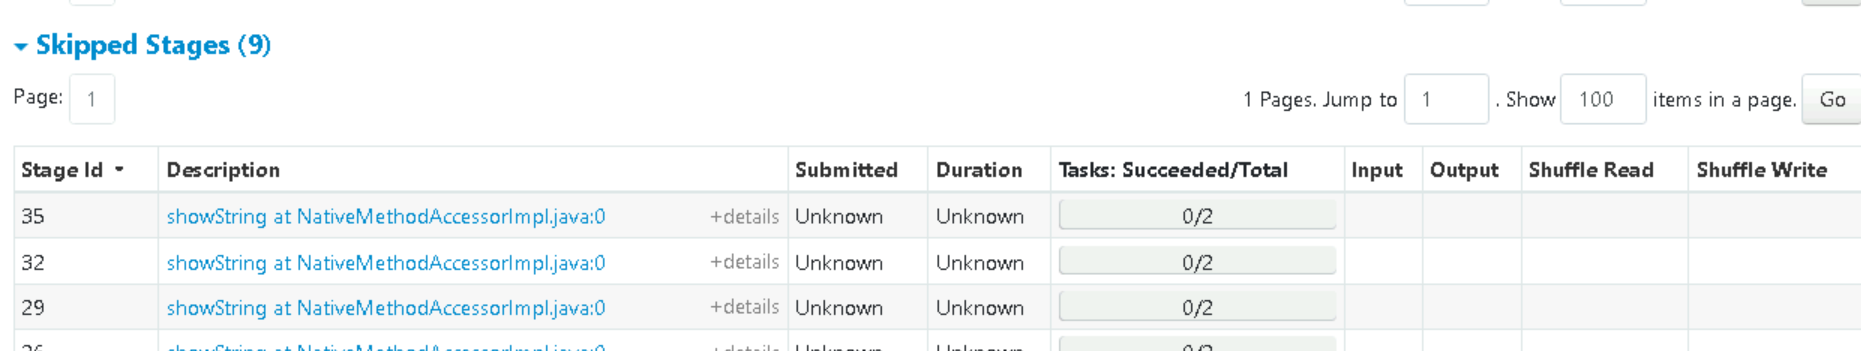 Skipped Stages (9)
Page: 1
1 Pages. Jump to 1 . Show 100 items in a page. Go
Stage Id Description Submitted Duration Tasks: Succeeded/Total Input Output Shuffle Read Shuffle Write
35 showString at NativeMethodAccessorImpl.java:0 +details Unknown Unknown 0/2
32 showString at NativeMethodAccessorImpl.java:0 +details Unknown Unknown 0/2
29 showString at NativeMethodAccessorImpl.java:0 +details Unknown Unknown 0/2